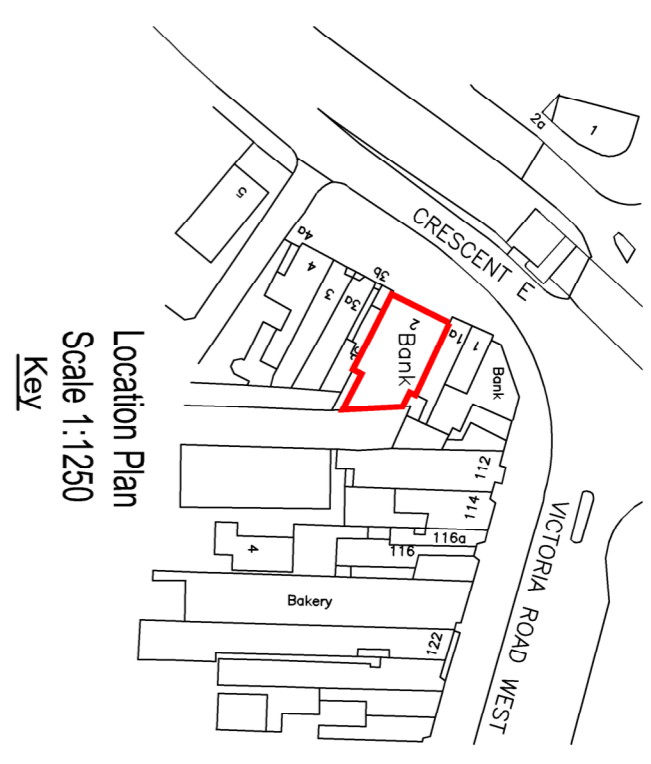 2a
1
CRESCENT E
5
4a
4
3
3a
3b
2
Bank
1a
1
Bank
112
114
116a
116
4
Bakery
122
VICTORIA ROAD WEST
Location Plan
Scale 1:1250
Key